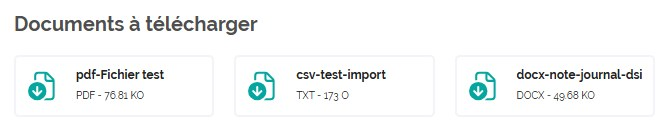 Documents à télécharger
pdf-Fichier test
PDF - 76.81 KO
csv-test-import
TXT - 173 O
docx-note-journal-dsi
DOCX - 49.68 KO